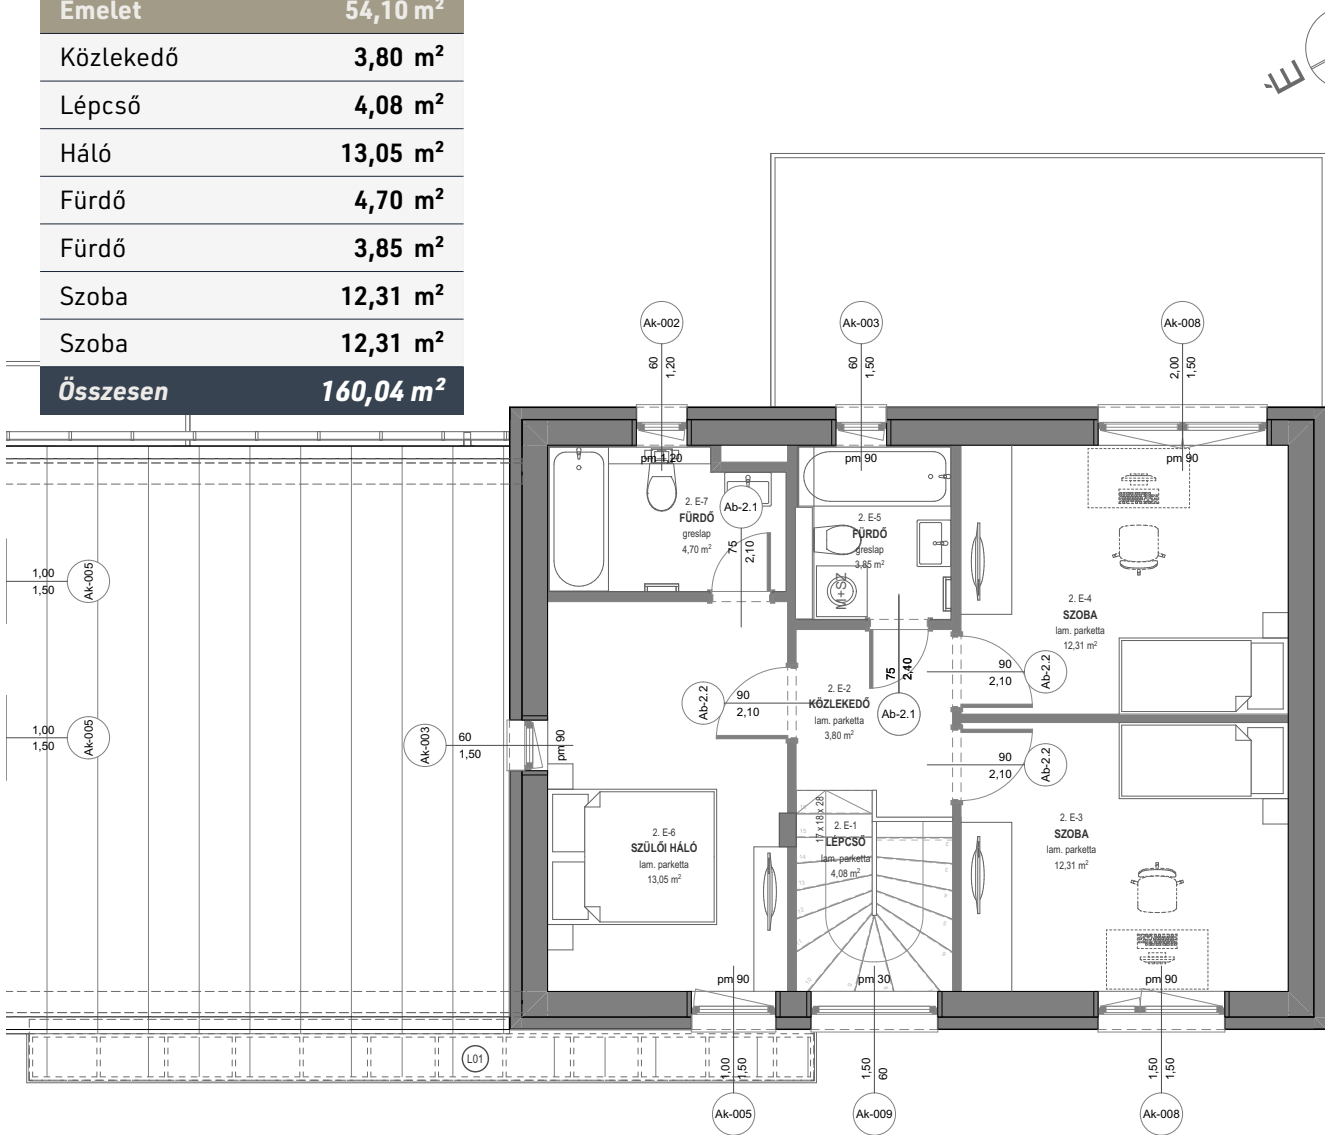 Emelet 54,10 m²
Közlekedő 3,80 m²
Lépcső 4,08 m²
Háló 13,05 m²
Fürdő 4,70 m²
Fürdő 3,85 m²
Szoba 12,31 m²
Szoba 12,31 m²
Összesen 160,04 m²
É
Ak-002
60
1,20
Ak-003
60
1,50
Ak-008
2,00
1,50
pm 1,20
pm 90
pm 90
2. E-7
FÜRDŐ
greslap
4,70 m²
Ab-2.1
75
2,10
2. E-5
FÜRDŐ
greslap
3,85 m²
M+SZ
2. E-4
SZOBA
lam. parketta
12,31 m²
1,00
1,50
Ak-005
1,00
1,50
Ak-005
Ak-003
60
1,50
pm 90
Ab-2.2
90
2,10
2. E-2
KÖZLEKEDŐ
lam. parketta
3,80 m²
75
2,40
Ab-2.1
90
2,10
Ab-2.2
90
2,10
Ab-2.2
2. E-6
SZÜLŐI HÁLÓ
lam. parketta
13,05 m²
17 x 18 x 28
2. E-1
LÉPCSŐ
lam. parketta
4,08 m²
2. E-3
SZOBA
lam. parketta
12,31 m²
pm 90
pm 30
pm 90
L01
1,00
1,50
Ak-005
1,50
60
Ak-009
1,50
1,50
Ak-008